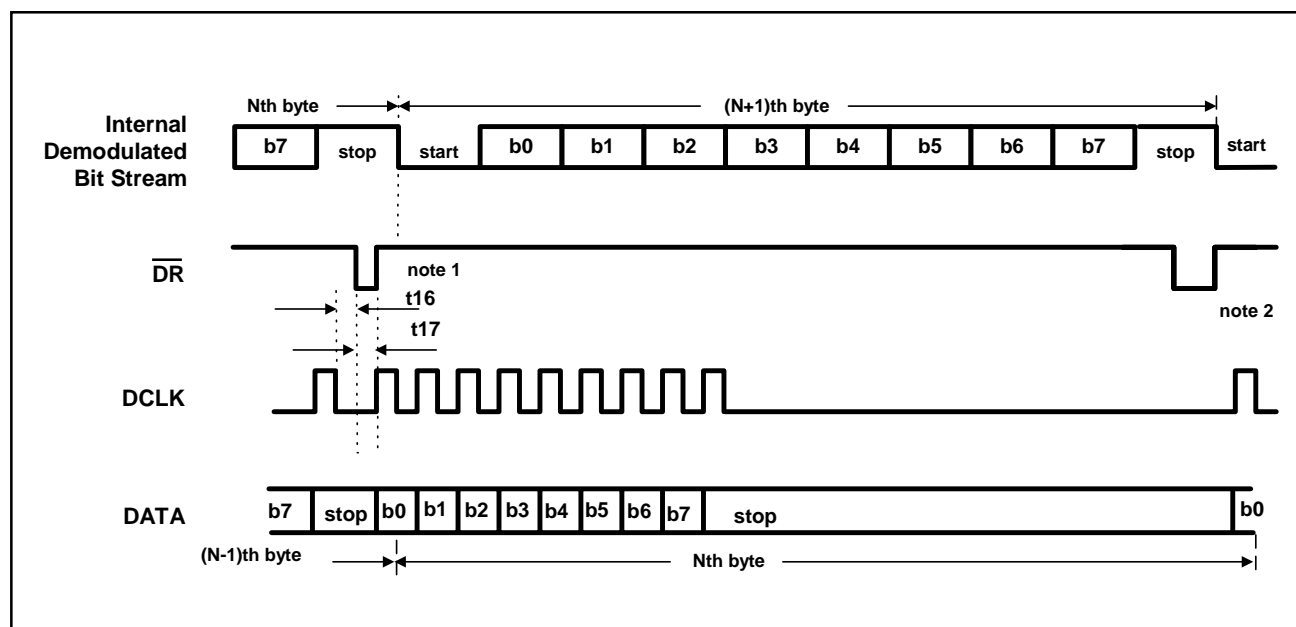 Nth byte
(N+1)th byte
Internal
Demodulated
Bit Stream
b7 stop start b0 b1 b2 b3 b4 b5 b6 b7 stop start
DR
note 1
t16
note 2
t17
DCLK
DATA
b7 stop b0 b1 b2 b3 b4 b5 b6 b7 stop b0
(N-1)th byte
Nth byte